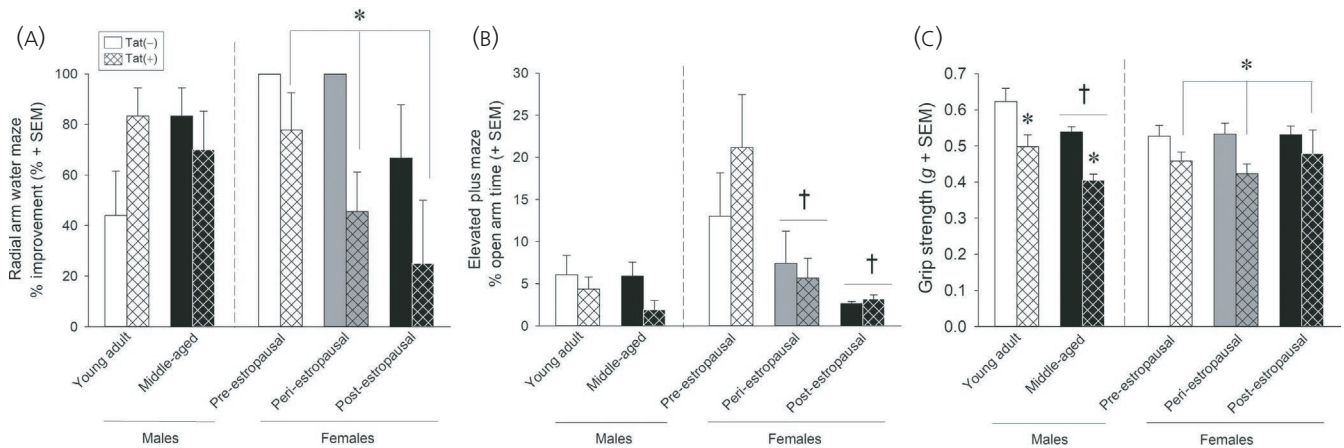 (A)
Tat(−)
Tat(+)
*
Radial arm water maze
% improvement (% + SEM)
100
80
60
40
20
0
Young adult
Middle-aged
Pre-estropausal
Peri-estropausal
Post-estropausal
Males
Females
(B)
Elevated plus maze
% open arm time (+ SEM)
30
25
20
15
10
5
0
†
†
Young adult
Middle-aged
Pre-estropausal
Peri-estropausal
Post-estropausal
Males
Females
(C)
Grip strength (g + SEM)
0.7
0.6
0.5
0.4
0.3
0.2
0.1
0.0
*
†
*
*
Young adult
Middle-aged
Pre-estropausal
Peri-estropausal
Post-estropausal
Males
Females